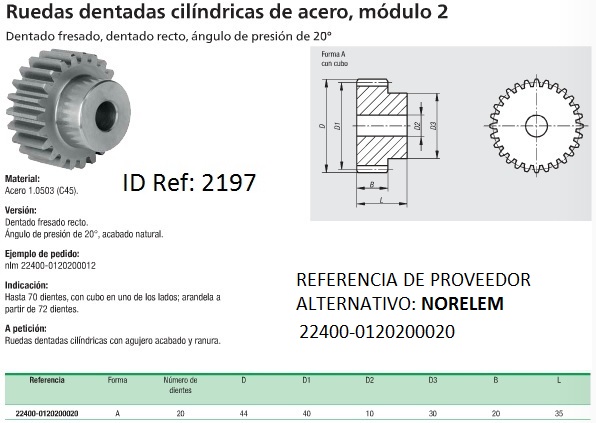 Ruedas dentadas cilíndricas de acero, módulo 2
Dentado fresado, dentado recto, ángulo de presión de 20°
Forma A
con cubo
D
D1
D2
D3
B
L
Material:
Acero 1.0503 (C45).
ID Ref: 2197
Versión:
Dentado fresado recto.
Ángulo de presión de 20°, acabado natural.
Ejemplo de pedido:
nlm 22400-0120200012
Indicación:
Hasta 70 dientes, con cubo en uno de los lados; arandela a
partir de 72 dientes.
A petición:
Ruedas dentadas cilíndricas con agujero acabado y ranura.
REFERENCIA DE PROVEEDOR
ALTERNATIVO: NORELEM
22400-0120200020
Referencia Forma Número de D D1 D2 D3 B L
dientes
22400-0120200020 A 20 44 40 10 30 20 35